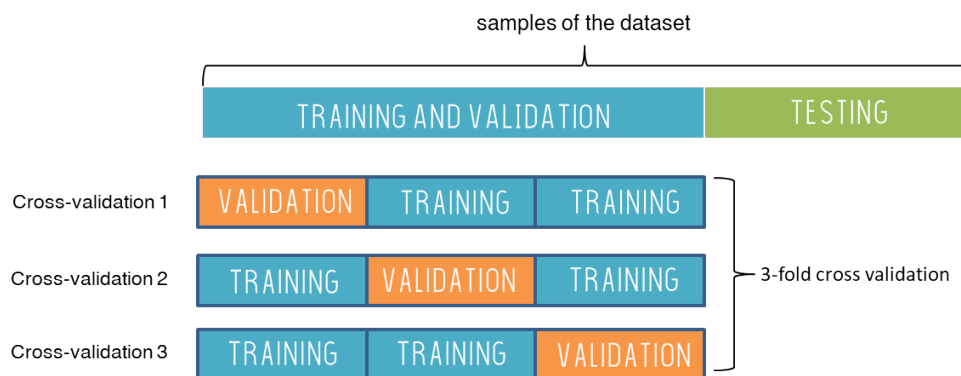 samples of the dataset
TRAINING AND VALIDATION TESTING
Cross-validation 1 VALIDATION TRAINING TRAINING
Cross-validation 2 TRAINING VALIDATION TRAINING
3-fold cross validation
Cross-validation 3 TRAINING TRAINING VALIDATION